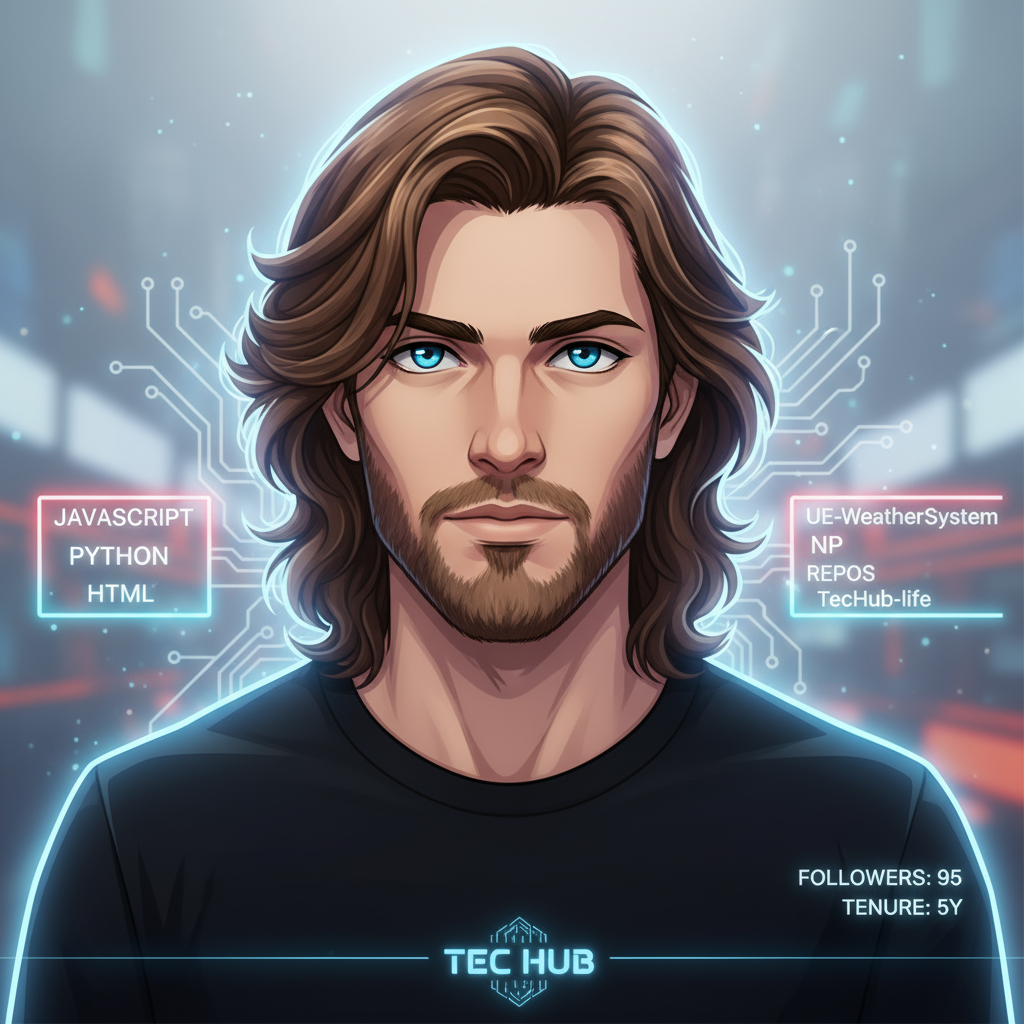 JAVASCRIPT
PYTHON
HTML
UE-WeatherSystem
NP
REPOS
TecHub-life
FOLLOWERS: 95
TENURE: 5Y
TEC HUB